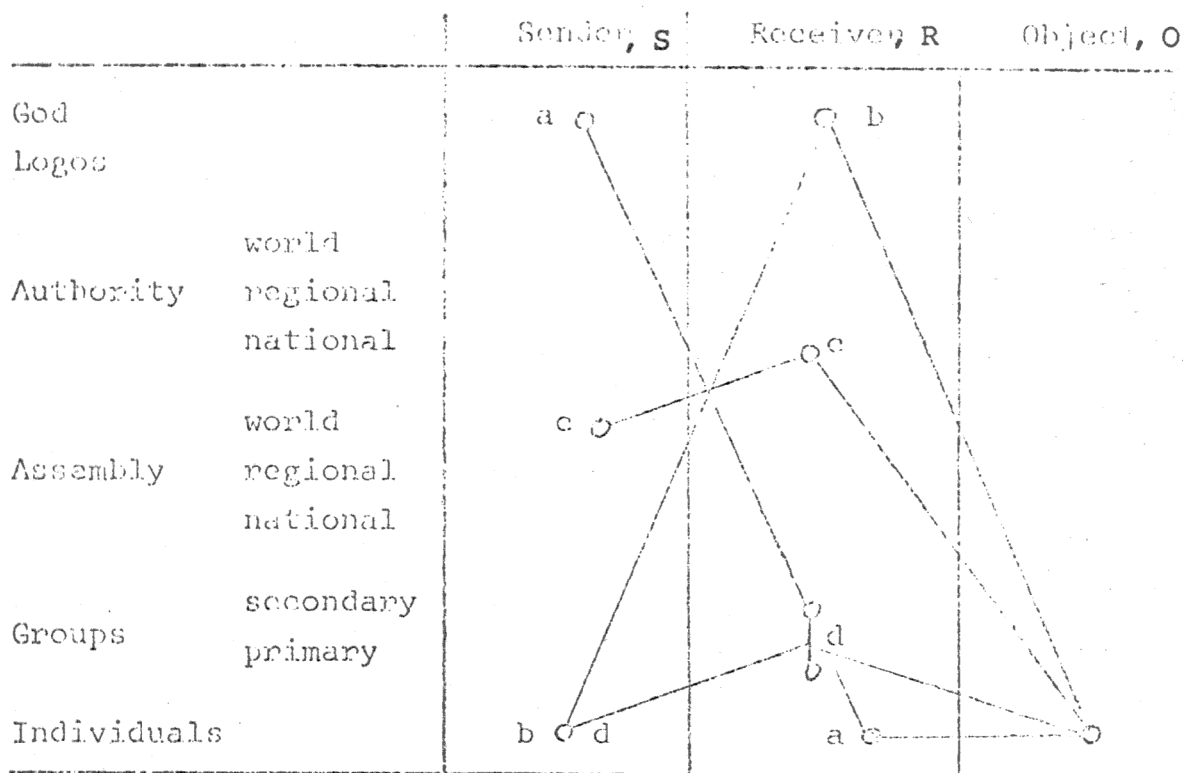 Sender, S Receiver, R Object, O
a b
God
Logos
world
Authority regional
national
c
world
c
Assembly regional
national
secondary
Groups
d
primary
Individuals b d a